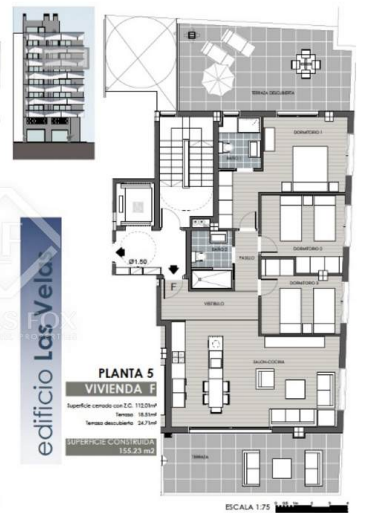 TERRAZA DESCUBIERTA
DORMITORIO 1
BAÑO 1
DORMITORIO 2
BAÑO 2
PASILLO
DORMITORIO 3
Ø1.50
F
VESTIBULO
edificio Las Velas
PLANTA 5
VIVIENDA F
SALON-COCINA
Superficie cerrada con Z.C. 112.01m²
Terraza 18.51m²
Terraza descubierta 24.71m²
SUPERFICIE CONSTRUIDA
155.23 m2
TERRAZA
ESCALA 1:75